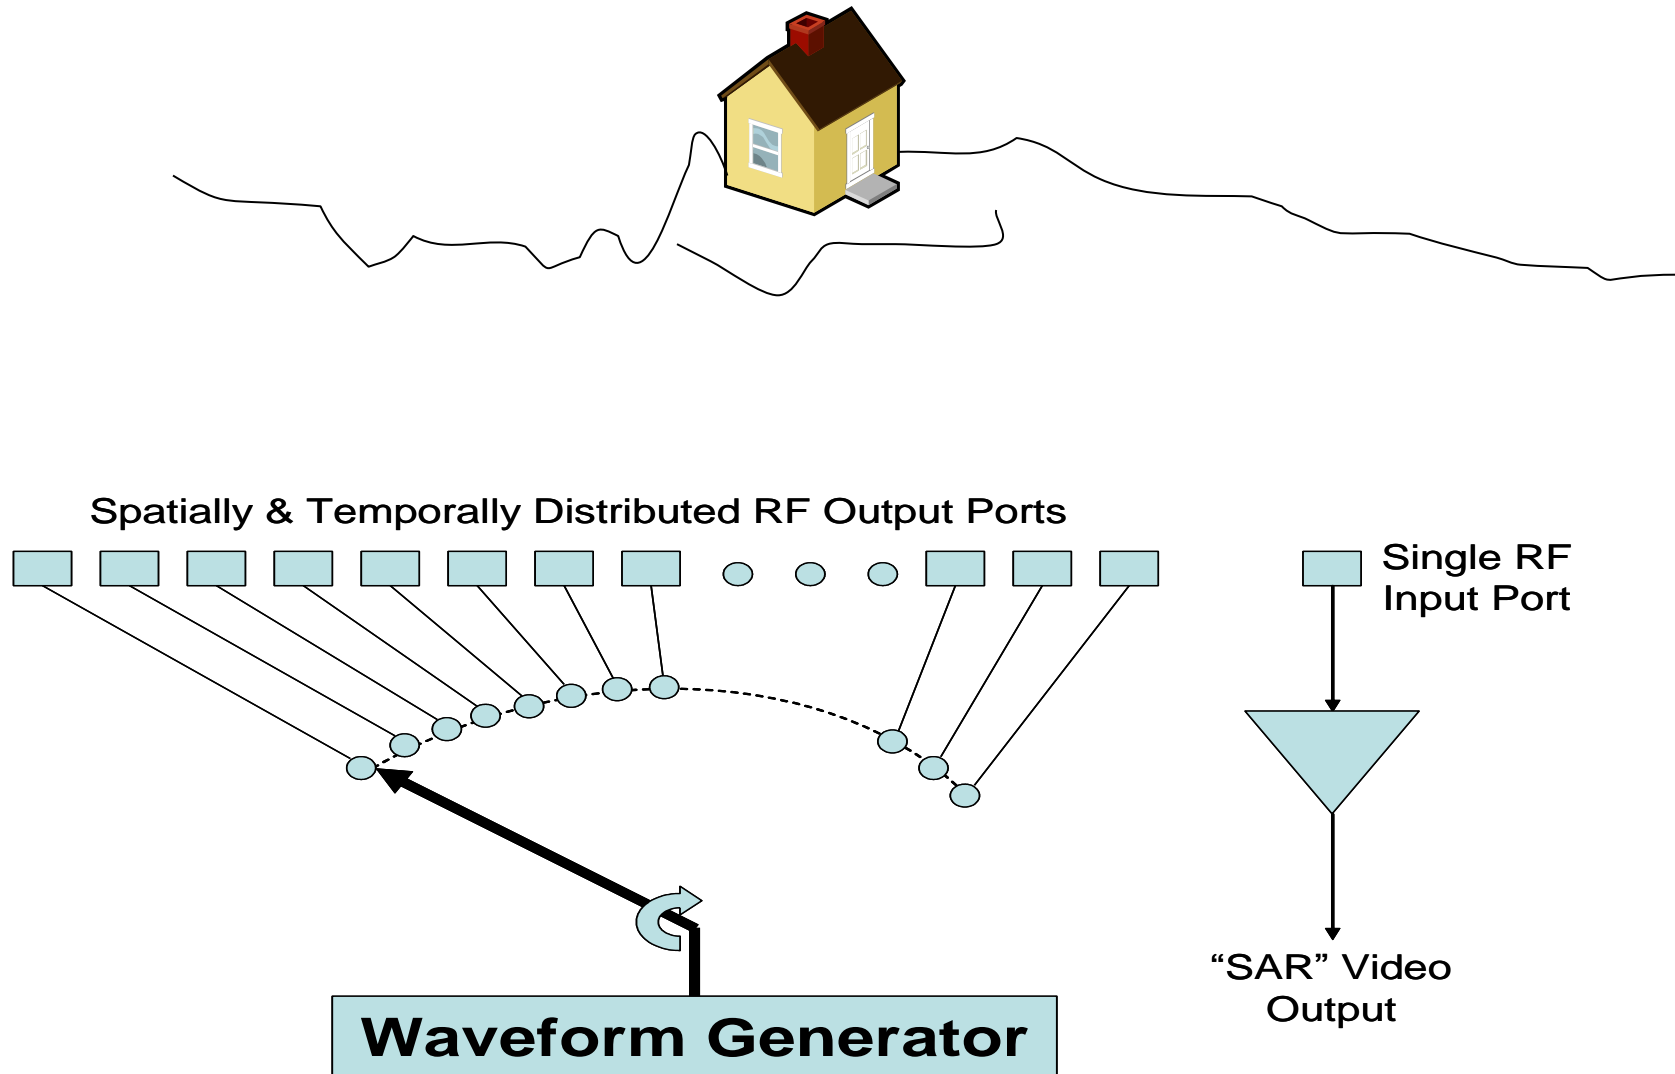 Spatially & Temporally Distributed RF Output Ports
Single RF
Input Port
“SAR” Video
Output
Waveform Generator